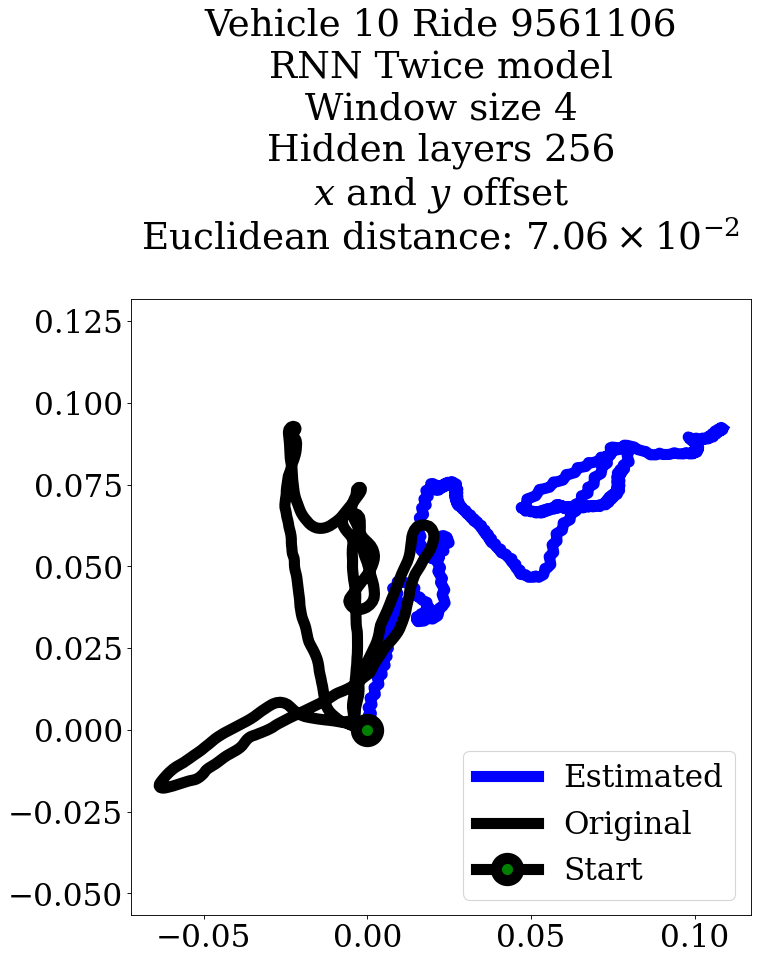 Vehicle 10 Ride 9561106
RNN Twice model
Window size 4
Hidden layers 256
x and y offset
Euclidean distance: 7.06 × 10⁻²
0.125
0.100
0.075
0.050
0.025
0.000
−0.025
−0.050
Estimated
Original
Start
−0.05 0.00 0.05 0.10